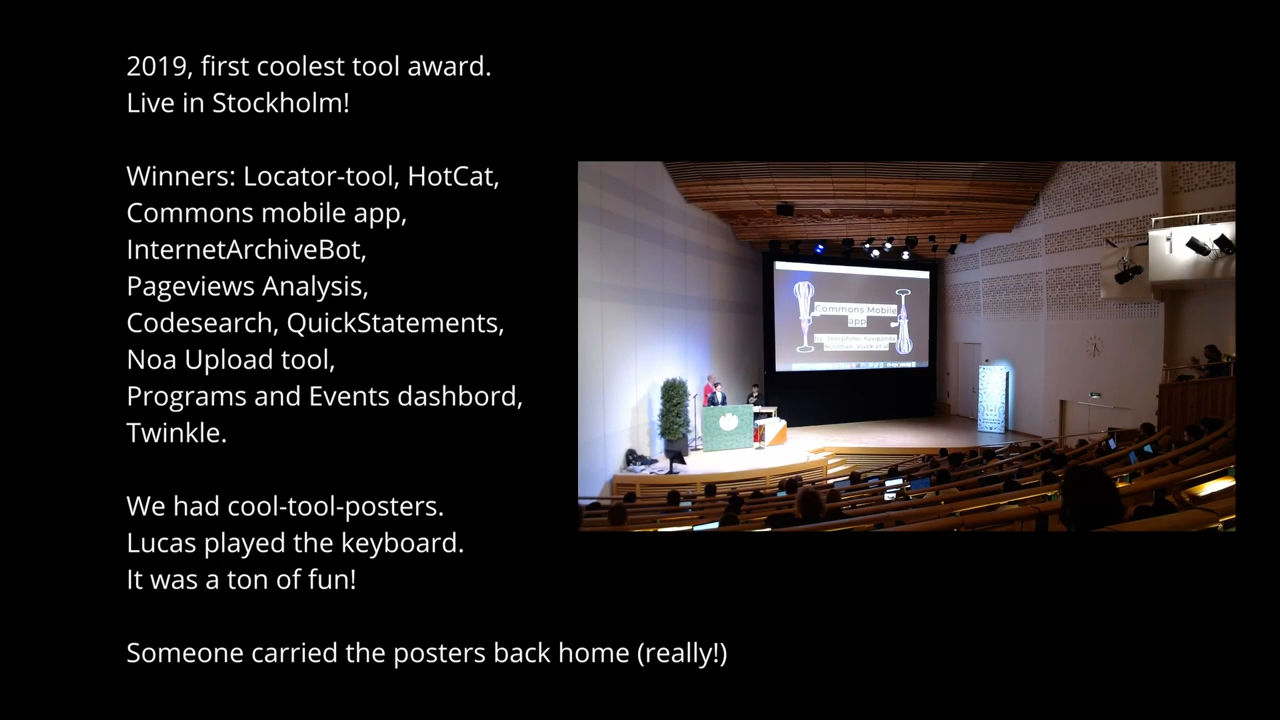 2019, first coolest tool award.
Live in Stockholm!
Winners: Locator-tool, HotCat,
Commons mobile app,
InternetArchiveBot,
Pageviews Analysis,
Codesearch, QuickStatements,
Noa Upload tool,
Programs and Events dashbord,
Twinkle.
We had cool-tool-posters.
Lucas played the keyboard.
It was a ton of fun!
Someone carried the posters back home (really!)
Commons Mobile
app